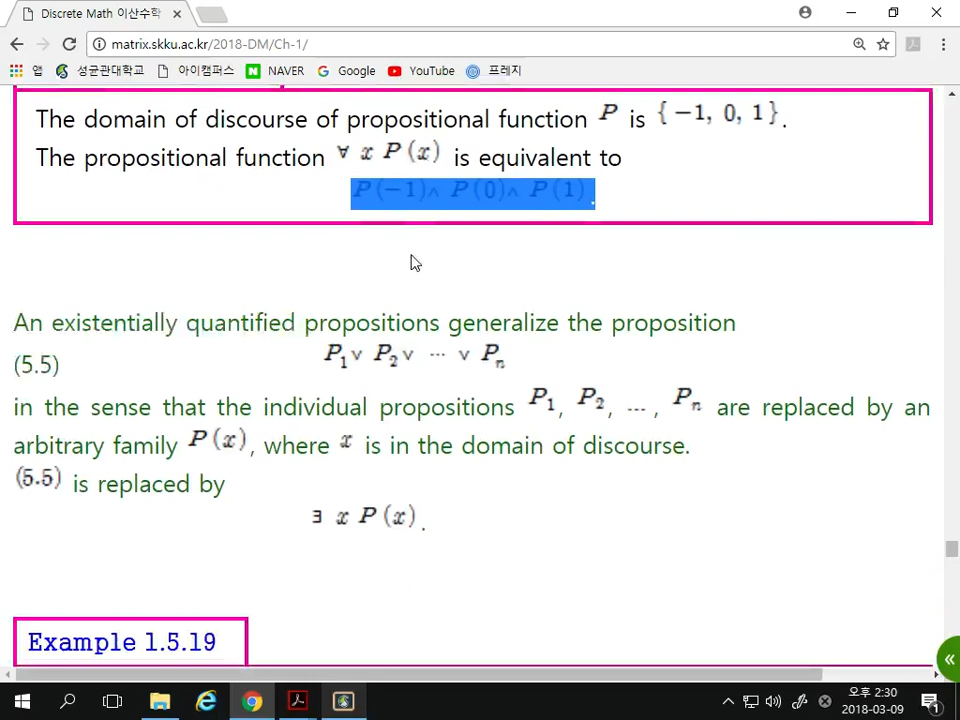 Discrete Math 이산수학
matrix.skku.ac.kr/2018-DM/Ch-1/
앱 성균관대학교 아이캠퍼스 NAVER Google YouTube 프레지
The domain of discourse of propositional function P is {−1, 0, 1}.
The propositional function ∀ x P(x) is equivalent to
P(−1)∧ P(0)∧ P(1).
An existentially quantified propositions generalize the proposition
(5.5) P₁∨ P₂∨ ⋯ ∨ Pₙ
in the sense that the individual propositions P₁, P₂, ..., Pₙ are replaced by an
arbitrary family P(x), where x is in the domain of discourse.
(5.5) is replaced by
∃ x P(x).
Example 1.5.19
오후 2:30
2018-03-09
1